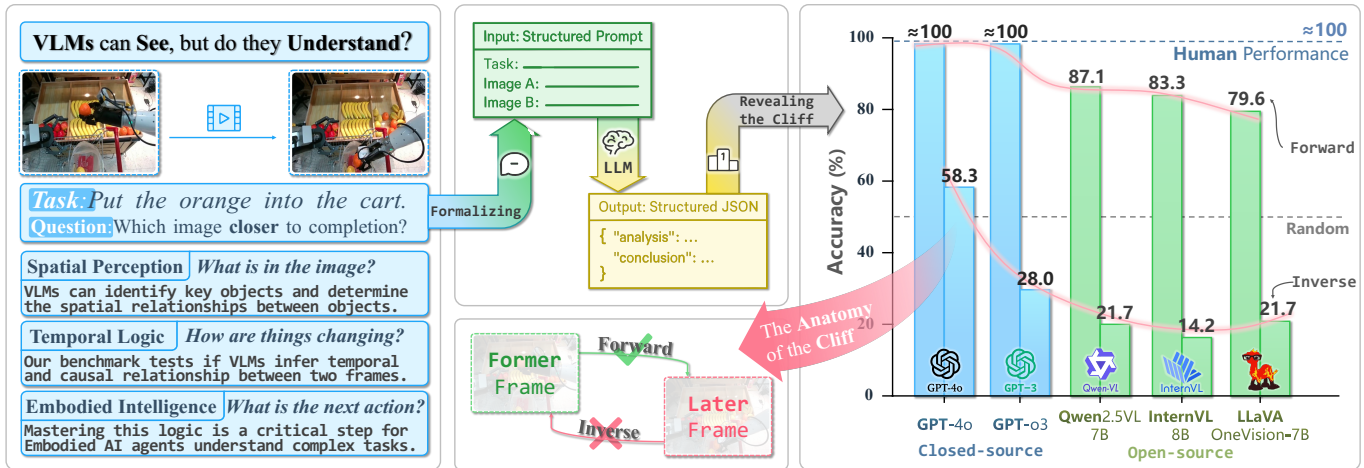 VLMs can See, but do they Understand?
Task:Put the orange into the cart.
Question:Which image closer to completion?
Spatial Perception What is in the image?
VLMs can identify key objects and determine
the spatial relationships between objects.
Temporal Logic How are things changing?
Our benchmark tests if VLMs infer temporal
and causal relationship between two frames.
Embodied Intelligence What is the next action?
Mastering this logic is a critical step for
Embodied AI agents understand complex tasks.
Formalizing
Input: Structured Prompt
Task:
Image A:
Image B:
LLM
Output: Structured JSON
{ "analysis": ...
"conclusion": ...
}
1
Revealing
the Cliff
Former
Frame
Forward
Later
Frame
Inverse
The Anatomy
of the Cliff
Accuracy (%)
100
80
60
40
20
0
≈100
≈100
≈100
Human Performance
87.1
83.3
79.6
Forward
58.3
Random
28.0
Inverse
21.7
14.2
21.7
GPT-4o
GPT-3
Qwen-VL
InternVL
LLaVA
GPT-4o
GPT-o3
Qwen2.5VL
7B
InternVL
8B
LLaVA
OneVision-7B
Closed-source
Open-source